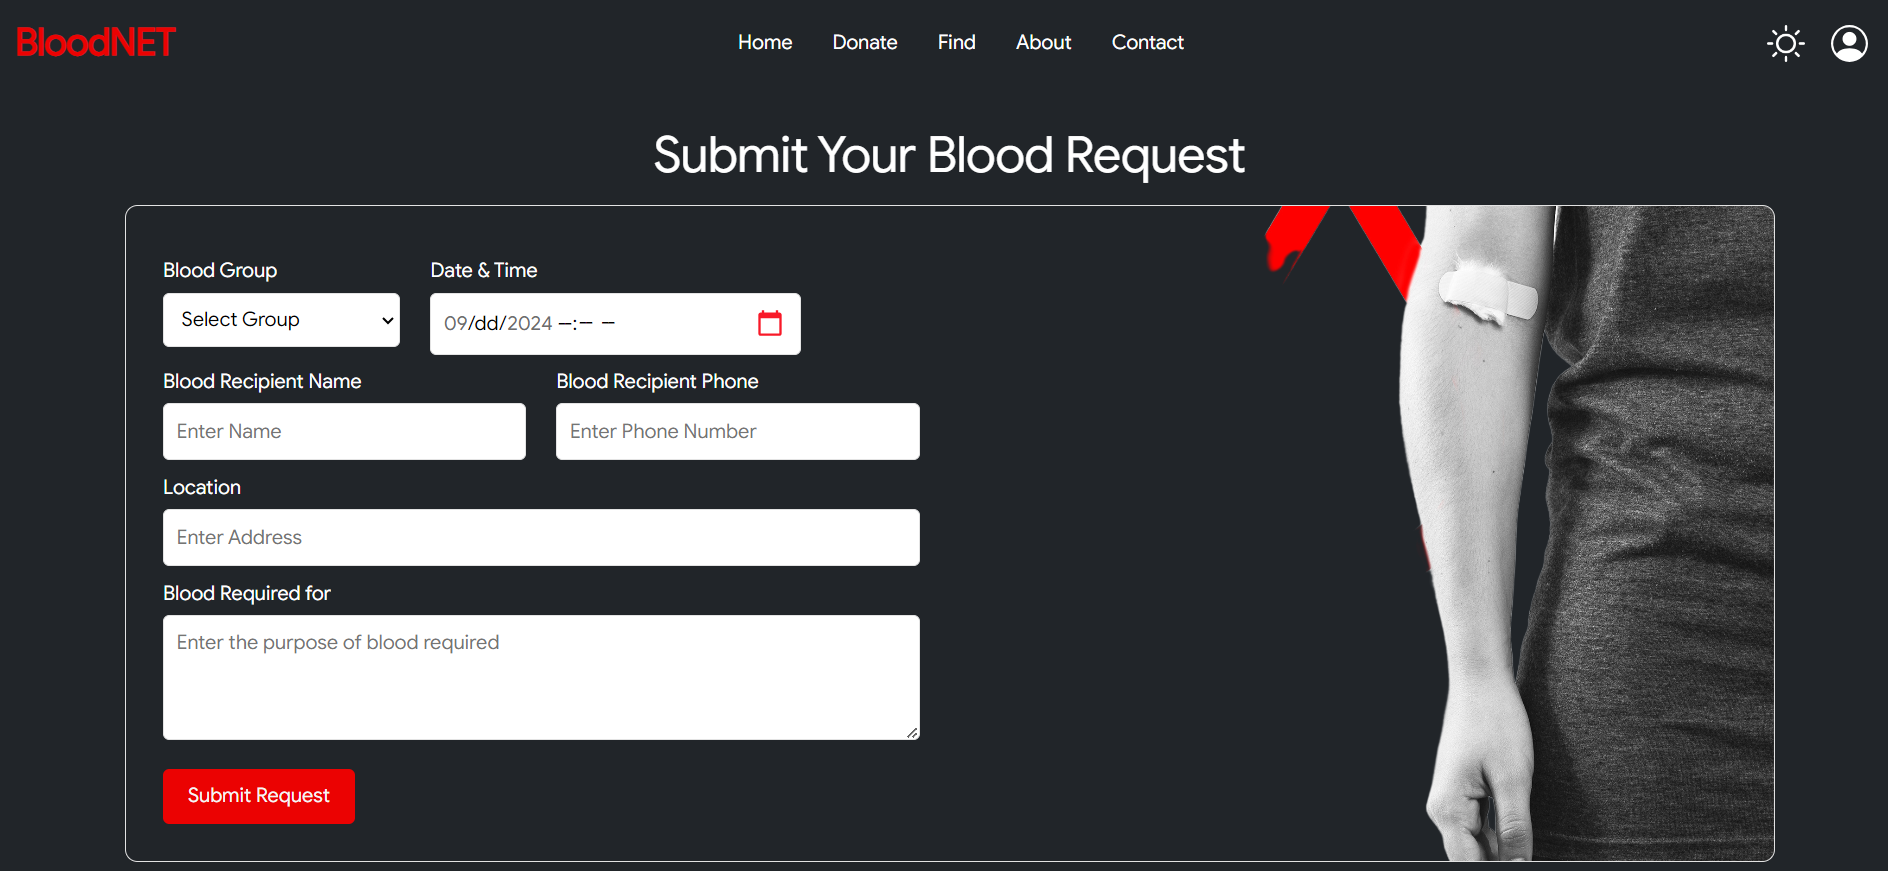 BloodNET
Home Donate Find About Contact
Submit Your Blood Request
Blood Group Date & Time
Select Group 09/dd/2024 --:-- --
Blood Recipient Name Blood Recipient Phone
Enter Name Enter Phone Number
Location
Enter Address
Blood Required for
Enter the purpose of blood required
Submit Request